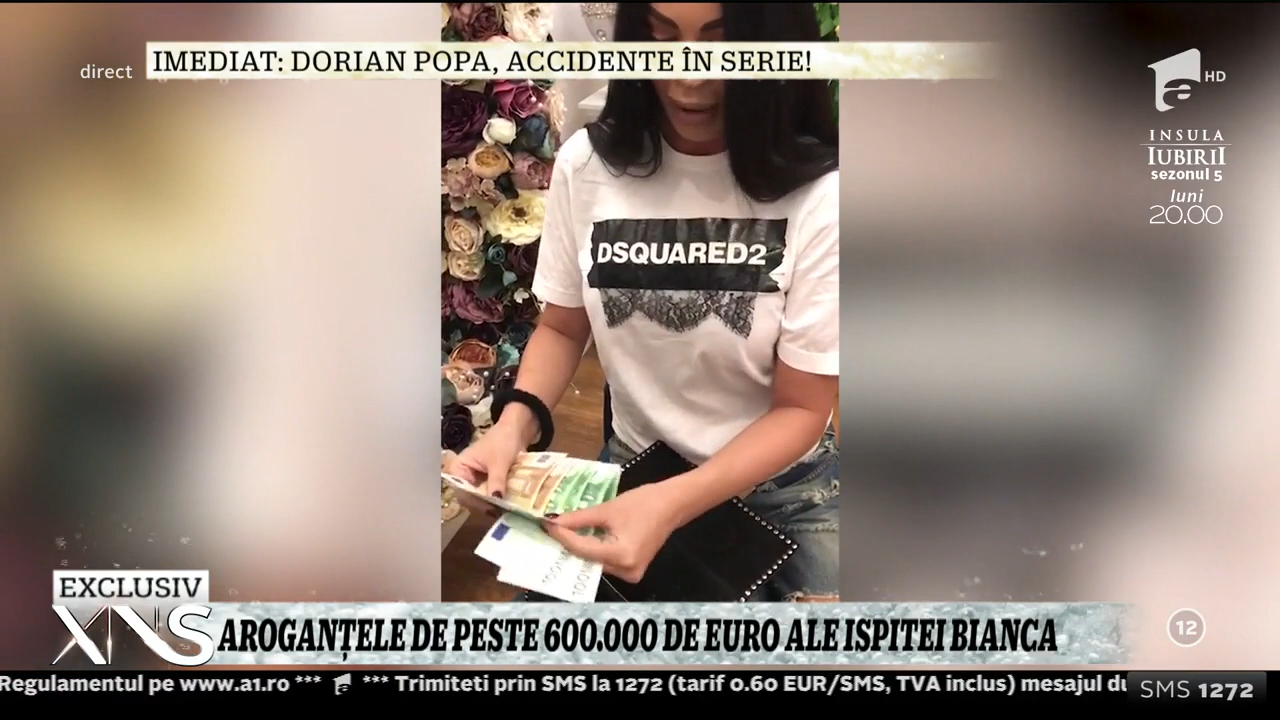 direct
IMEDIAT: DORIAN POPA, ACCIDENTE ÎN SERIE!
HD
INSULA
IUBIRII
sezonul 5
luni
20.00
DSQUARED2
100
100
EXCLUSIV
XNS
AROGANȚELE DE PESTE 600.000 DE EURO ALE ISPITEI BIANCA
12
Regulamentul pe www.a1.ro *** *** Trimiteti prin SMS la 1272 (tarif 0.60 EUR/SMS, TVA inclus) mesajul du
SMS 1272